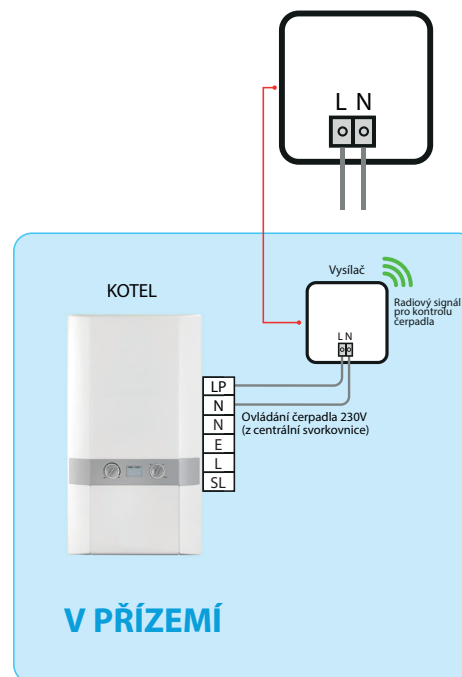 L N
Vysílač
KOTEL
Radiový signál
pro kontrolu
čerpadla
L N
LP
N
N
E
L
SL
Ovládání čerpadla 230V
(z centrální svorkovnice)
V PŘÍZEMÍ